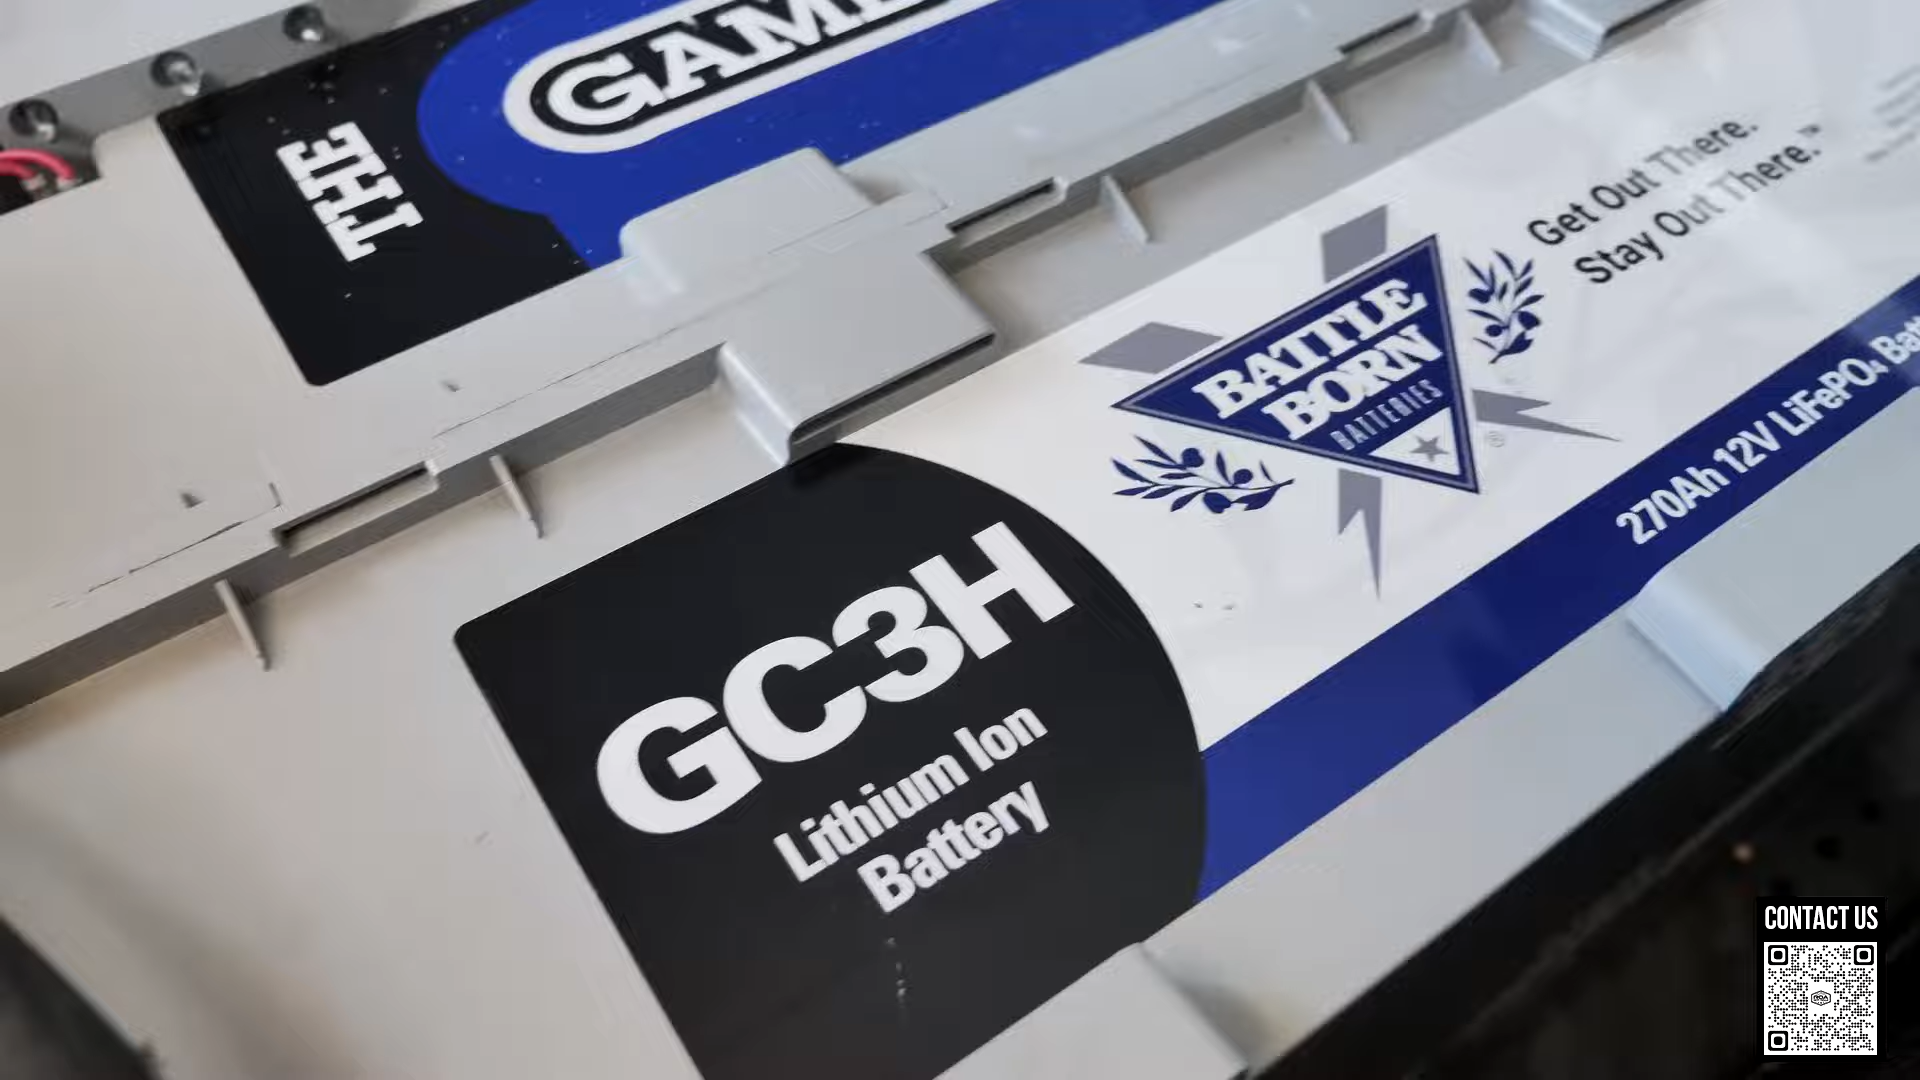 THE
GAM
BATTLE
BORN
BATTERIES
®
Get Out There.
Stay Out There.™
270Ah 12V LiFePO₄ Bat
GC3H
Lithium Ion
Battery
CONTACT US